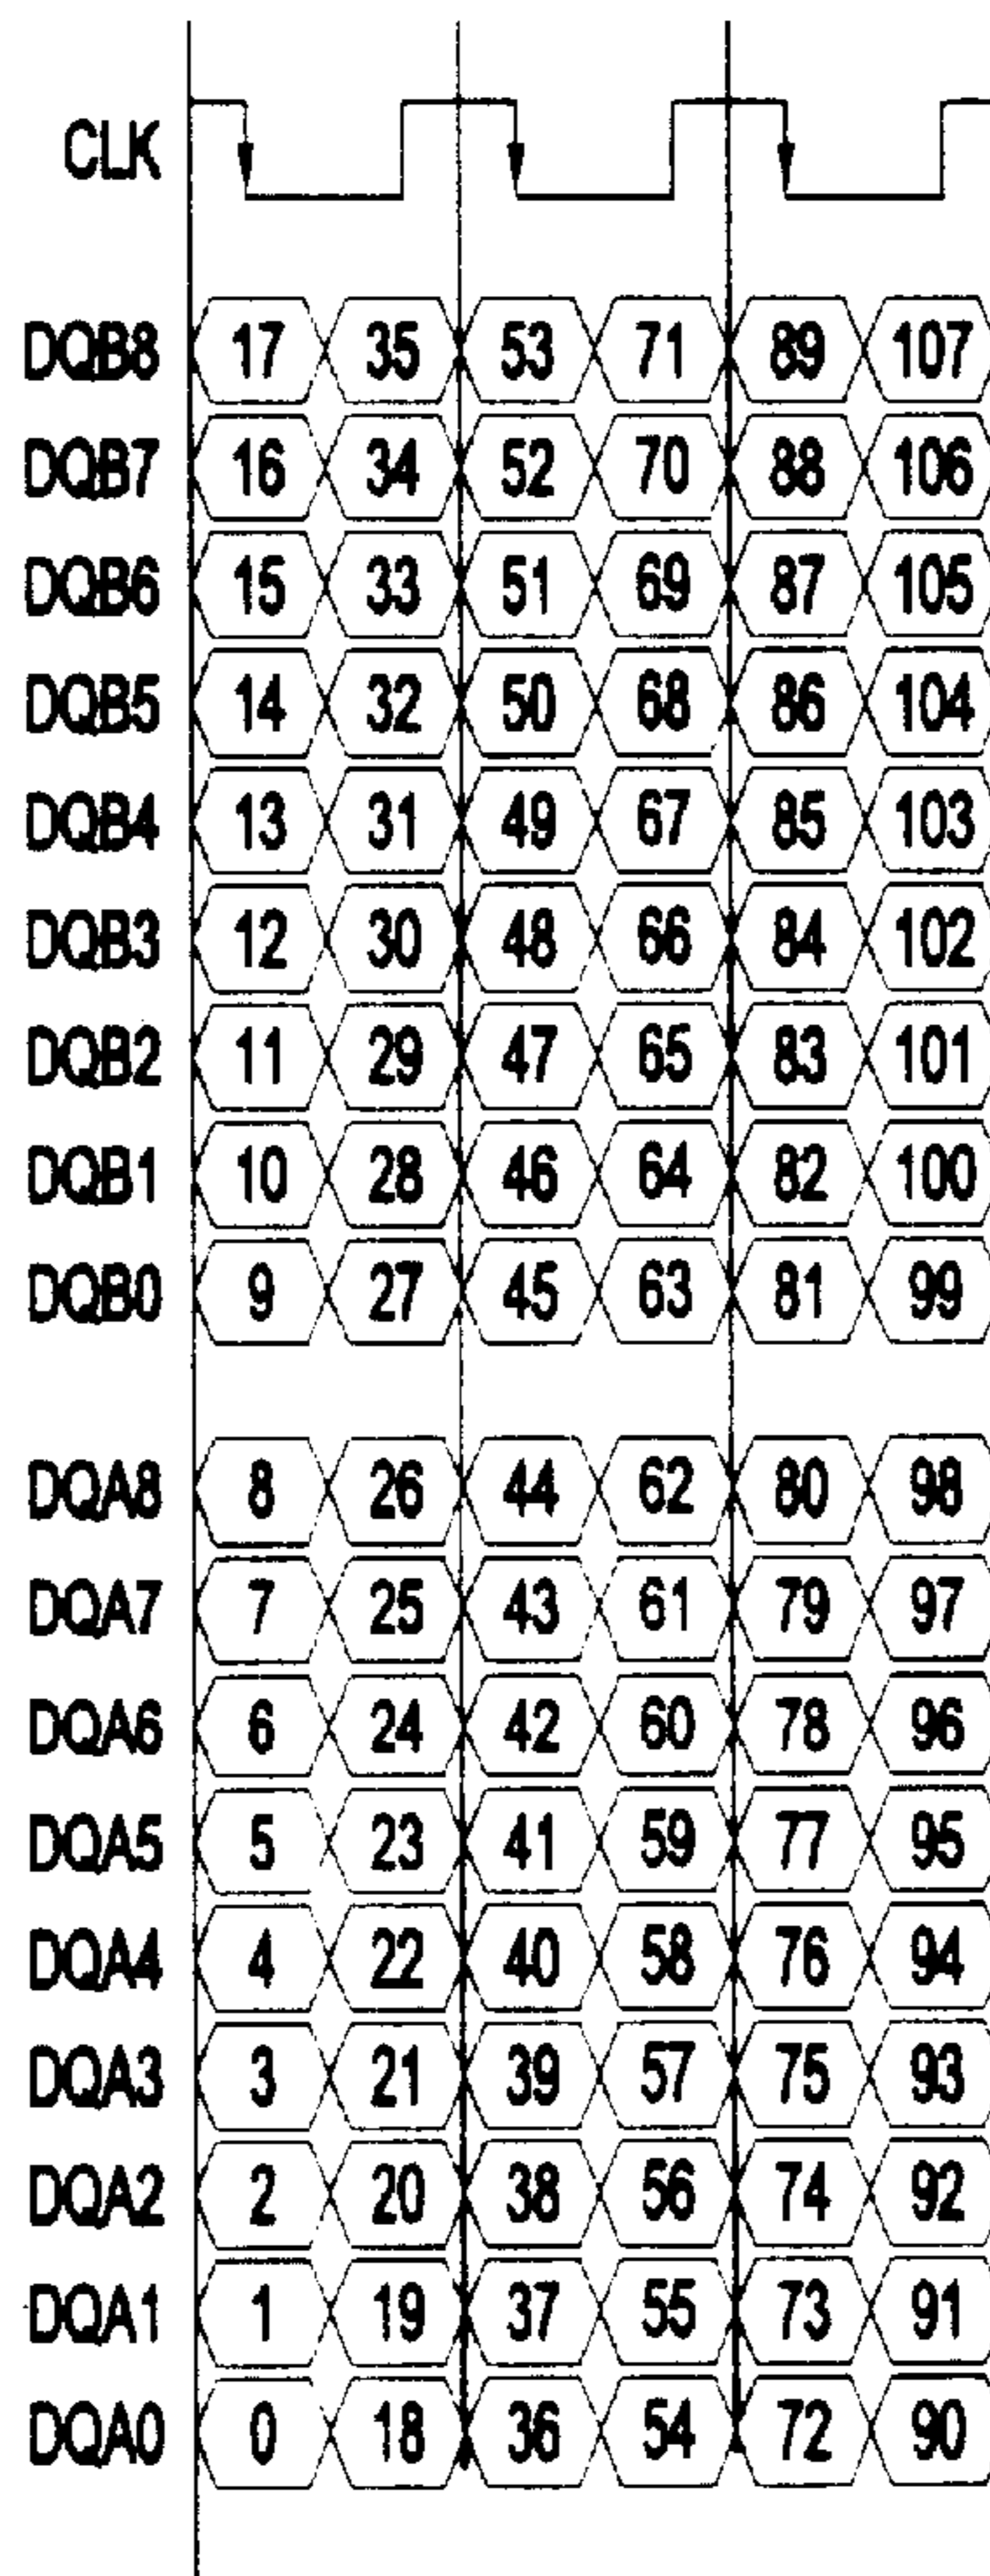 CLK
DQB8 17 35 53 71 89 107
DQB7 16 34 52 70 88 106
DQB6 15 33 51 69 87 105
DQB5 14 32 50 68 86 104
DQB4 13 31 49 67 85 103
DQB3 12 30 48 66 84 102
DQB2 11 29 47 65 83 101
DQB1 10 28 46 64 82 100
DQB0 9 27 45 63 81 99
DQA8 8 26 44 62 80 98
DQA7 7 25 43 61 79 97
DQA6 6 24 42 60 78 96
DQA5 5 23 41 59 77 95
DQA4 4 22 40 58 76 94
DQA3 3 21 39 57 75 93
DQA2 2 20 38 56 74 92
DQA1 1 19 37 55 73 91
DQA0 0 18 36 54 72 90